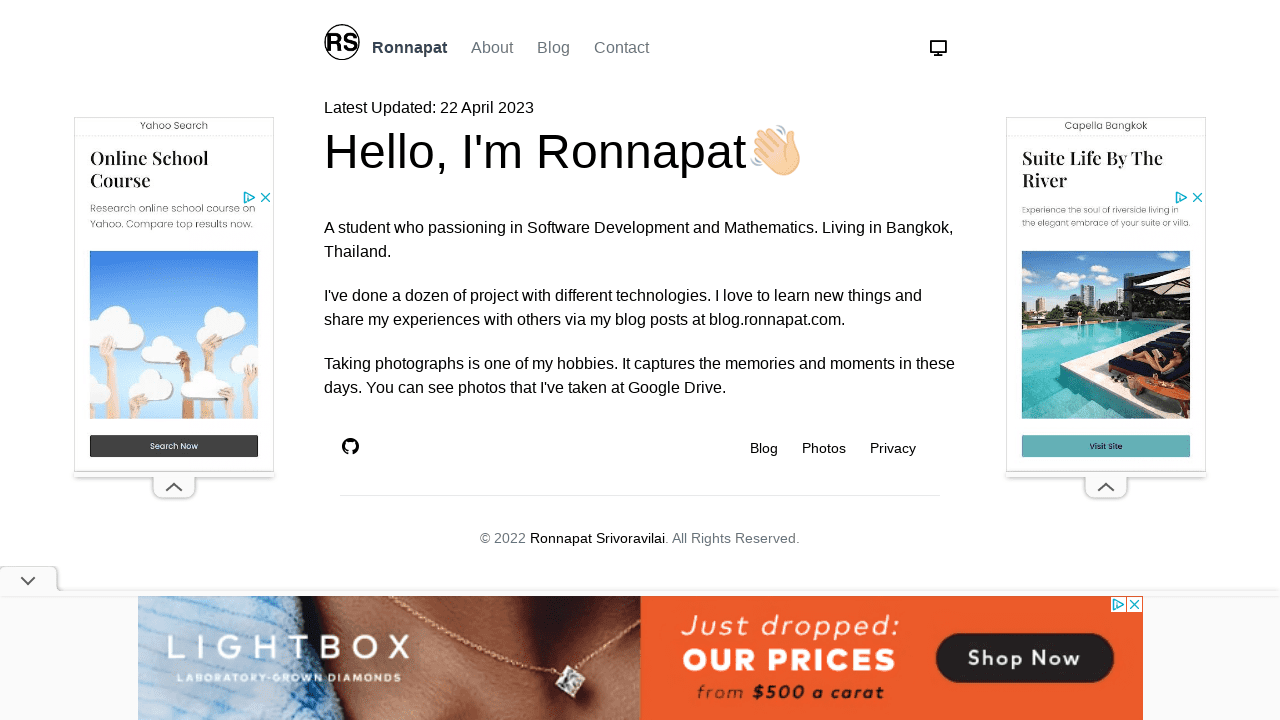 RS Ronnapat About Blog Contact
Latest Updated: 22 April 2023
Hello, I'm Ronnapat
A student who passioning in Software Development and Mathematics. Living in Bangkok,
Thailand.
I've done a dozen of project with different technologies. I love to learn new things and
share my experiences with others via my blog posts at blog.ronnapat.com.
Taking photographs is one of my hobbies. It captures the memories and moments in these
days. You can see photos that I've taken at Google Drive.
Blog Photos Privacy
© 2022 Ronnapat Srivoravilai. All Rights Reserved.
Yahoo Search
Online School
Course
Research online school course on
Yahoo. Compare top results now.
Search Now
Capella Bangkok
Suite Life By The
River
Experience the soul of riverside living in
the elegant embrace of your suite or villa.
Visit Site
LIGHTBOX
LABORATORY-GROWN DIAMONDS
Just dropped:
OUR PRICES
from $500 a carat
Shop Now